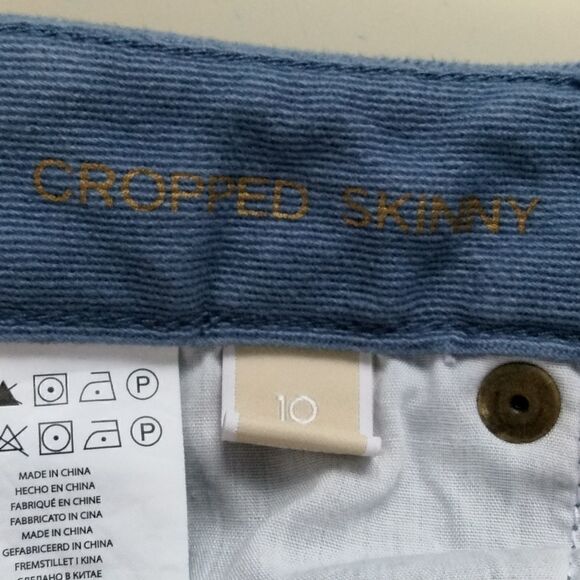 CROPPED SKINNY
10
P
P
MADE IN CHINA
HECHO EN CHINA
FABRIQUÉ EN CHINE
FABBRICATO IN CINA
MADE IN CHINA
GEFABRICEERD IN CHINA
FREMSTILLET I KINA
СДЕЛАНО В КИТАЕ